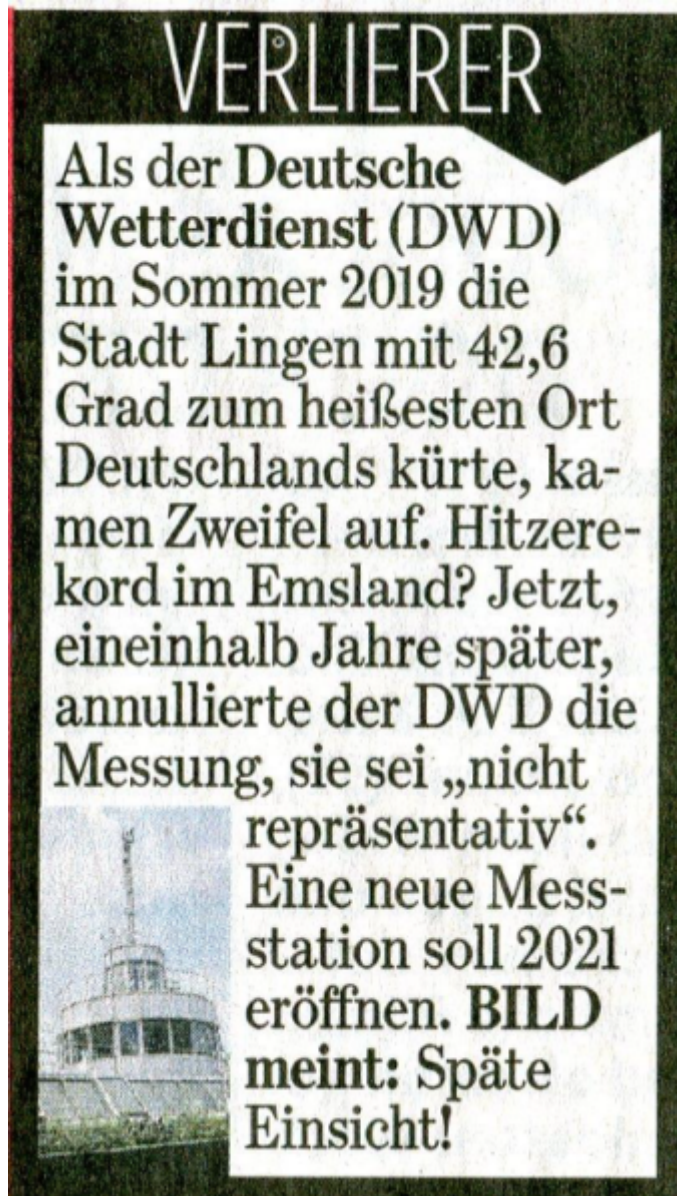 VERLIERER
Als der Deutsche
Wetterdienst (DWD)
im Sommer 2019 die
Stadt Lingen mit 42,6
Grad zum heißesten Ort
Deutschlands kürte, ka-
men Zweifel auf. Hitzere-
kord im Emsland? Jetzt,
eineinhalb Jahre später,
annullierte der DWD die
Messung, sie sei „nicht
repräsentativ“.
Eine neue Mess-
station soll 2021
eröffnen. BILD
meint: Späte
Einsicht!